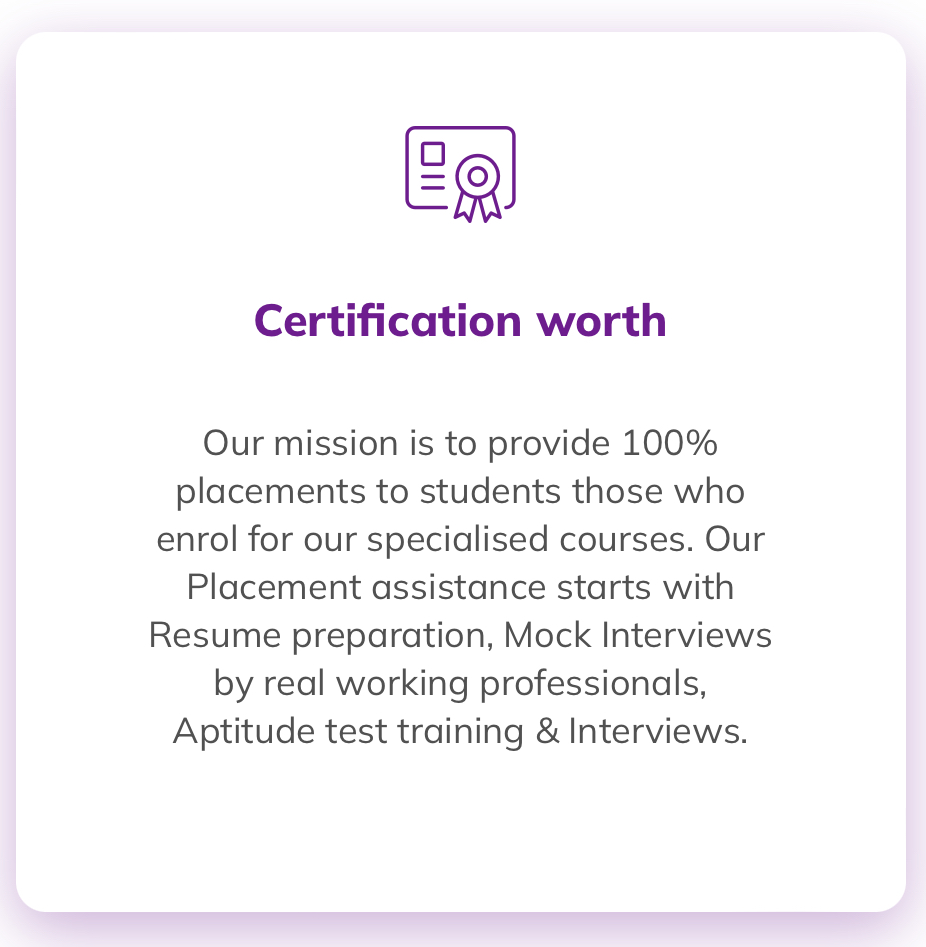 Certification worth
Our mission is to provide 100%
placements to students those who
enrol for our specialised courses. Our
Placement assistance starts with
Resume preparation, Mock Interviews
by real working professionals,
Aptitude test training & Interviews.